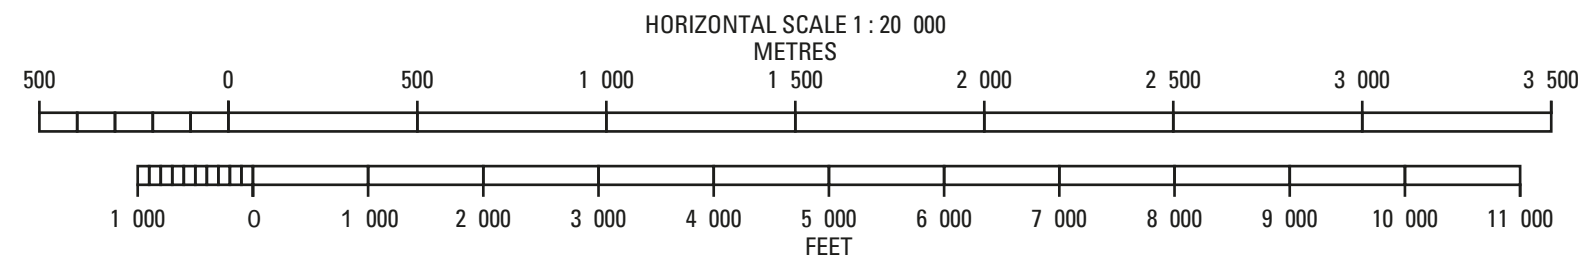 HORIZONTAL SCALE 1 : 20 000
METRES
500 0 500 1 000 1 500 2 000 2 500 3 000 3 500
1 000 0 1 000 2 000 3 000 4 000 5 000 6 000 7 000 8 000 9 000 10 000 11 000
FEET